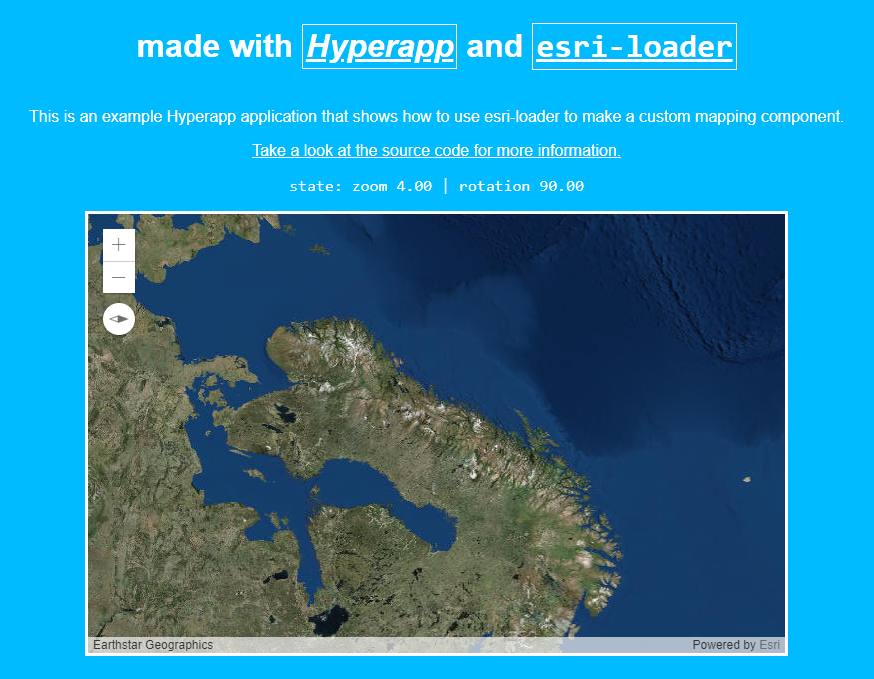 made with Hyperapp and esri-loader
This is an example Hyperapp application that shows how to use esri-loader to make a custom mapping component.
Take a look at the source code for more information.
state: zoom 4.00 | rotation 90.00
Earthstar Geographics
Powered by Esri